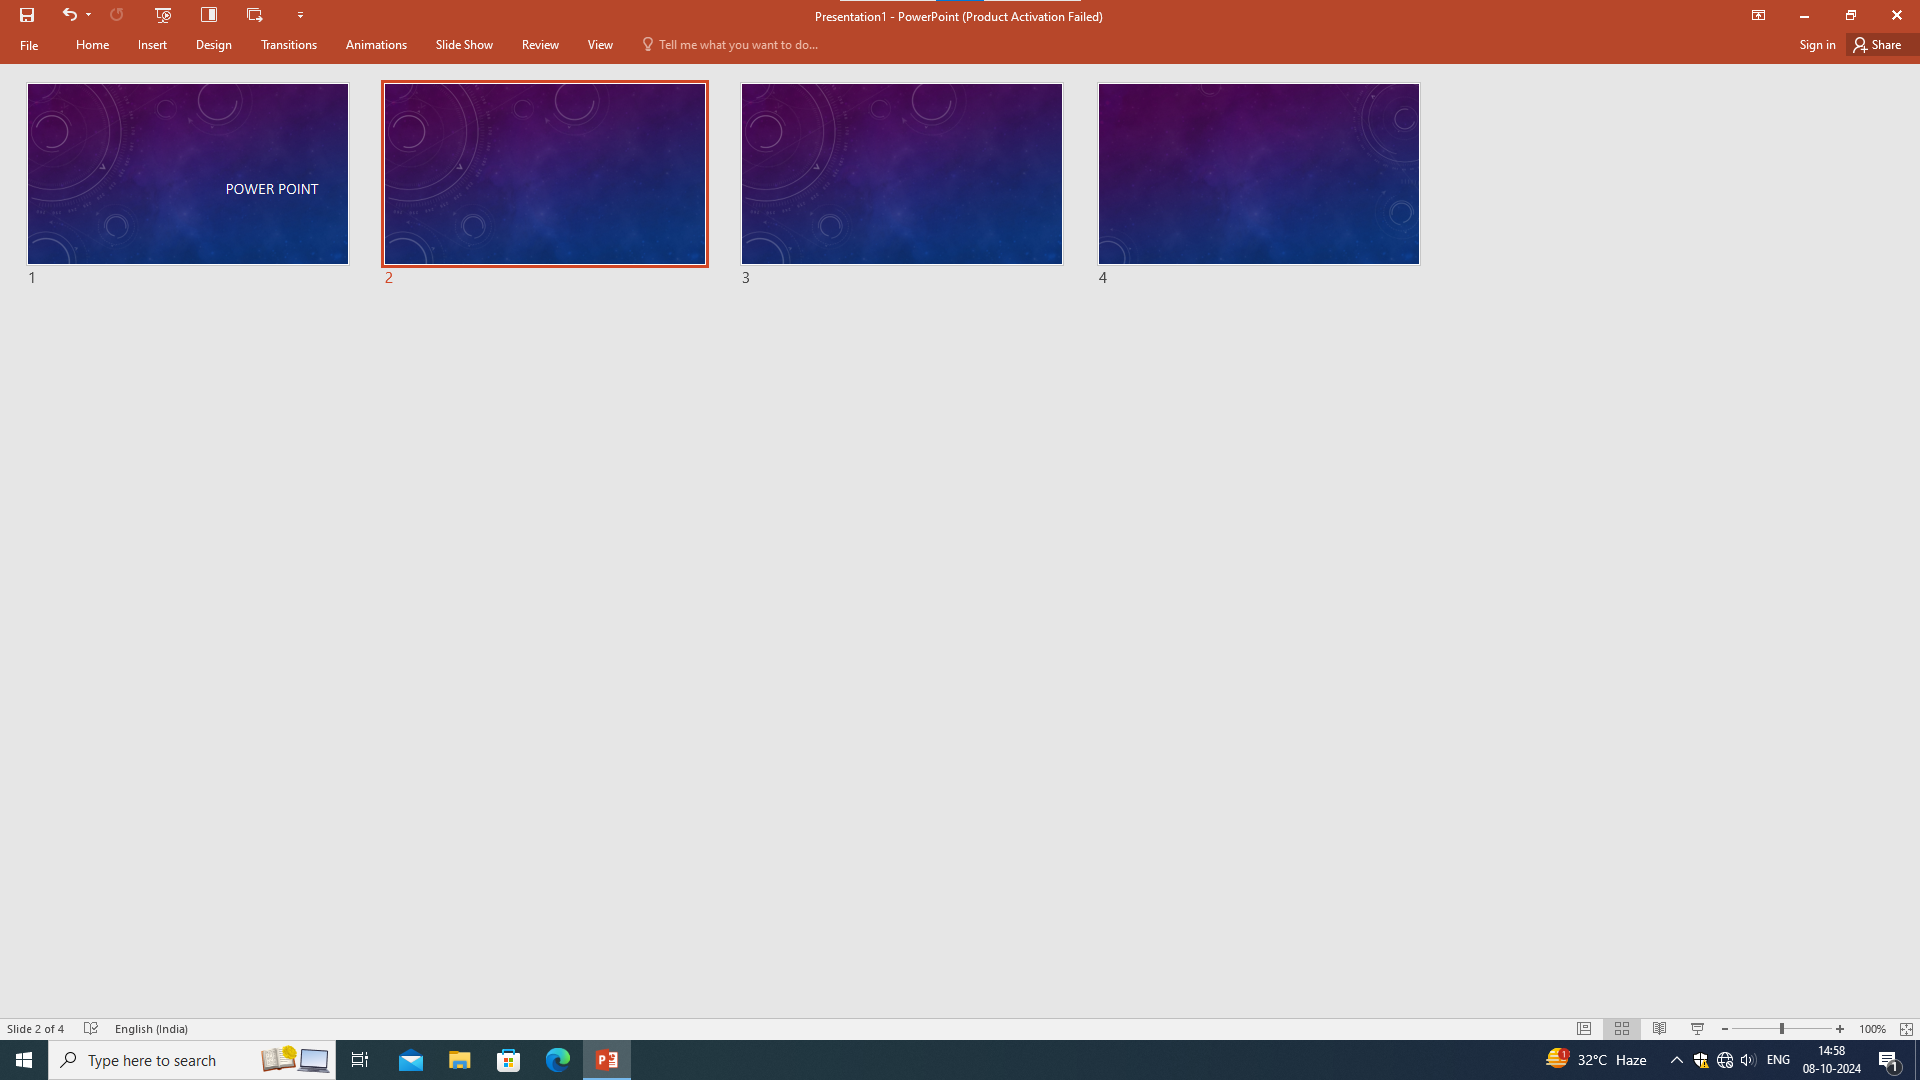 Presentation1 - PowerPoint (Product Activation Failed)
File Home Insert Design Transitions Animations Slide Show Review View Tell me what you want to do... Sign in Share
POWER POINT
1 2 3 4
Slide 2 of 4 English (India) 100%
Type here to search 1 32°C Haze ENG 14:58
08-10-2024 1